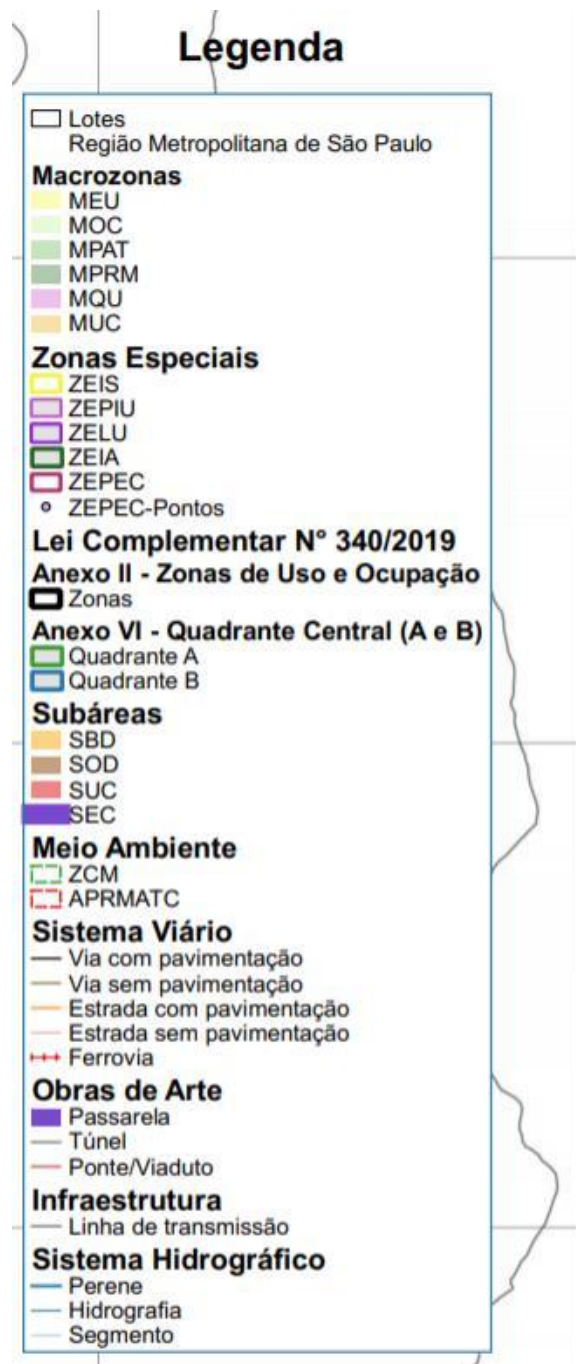 Legenda
Lotes
Região Metropolitana de São Paulo
Macrozonas
MEU
MOC
MPAT
MPRM
MQU
MUC
Zonas Especiais
ZEIS
ZEPIU
ZELU
ZEIA
ZEPEC
ZEPEC-Pontos
Lei Complementar N° 340/2019
Anexo II - Zonas de Uso e Ocupação
Zonas
Anexo VI - Quadrante Central (A e B)
Quadrante A
Quadrante B
Subáreas
SBD
SOD
SUC
SEC
Meio Ambiente
ZCM
APRMATC
Sistema Viário
Via com pavimentação
Via sem pavimentação
Estrada com pavimentação
Estrada sem pavimentação
Ferrovia
Obras de Arte
Passarela
Túnel
Ponte/Viaduto
Infraestrutura
Linha de transmissão
Sistema Hidrográfico
Perene
Hidrografia
Segmento